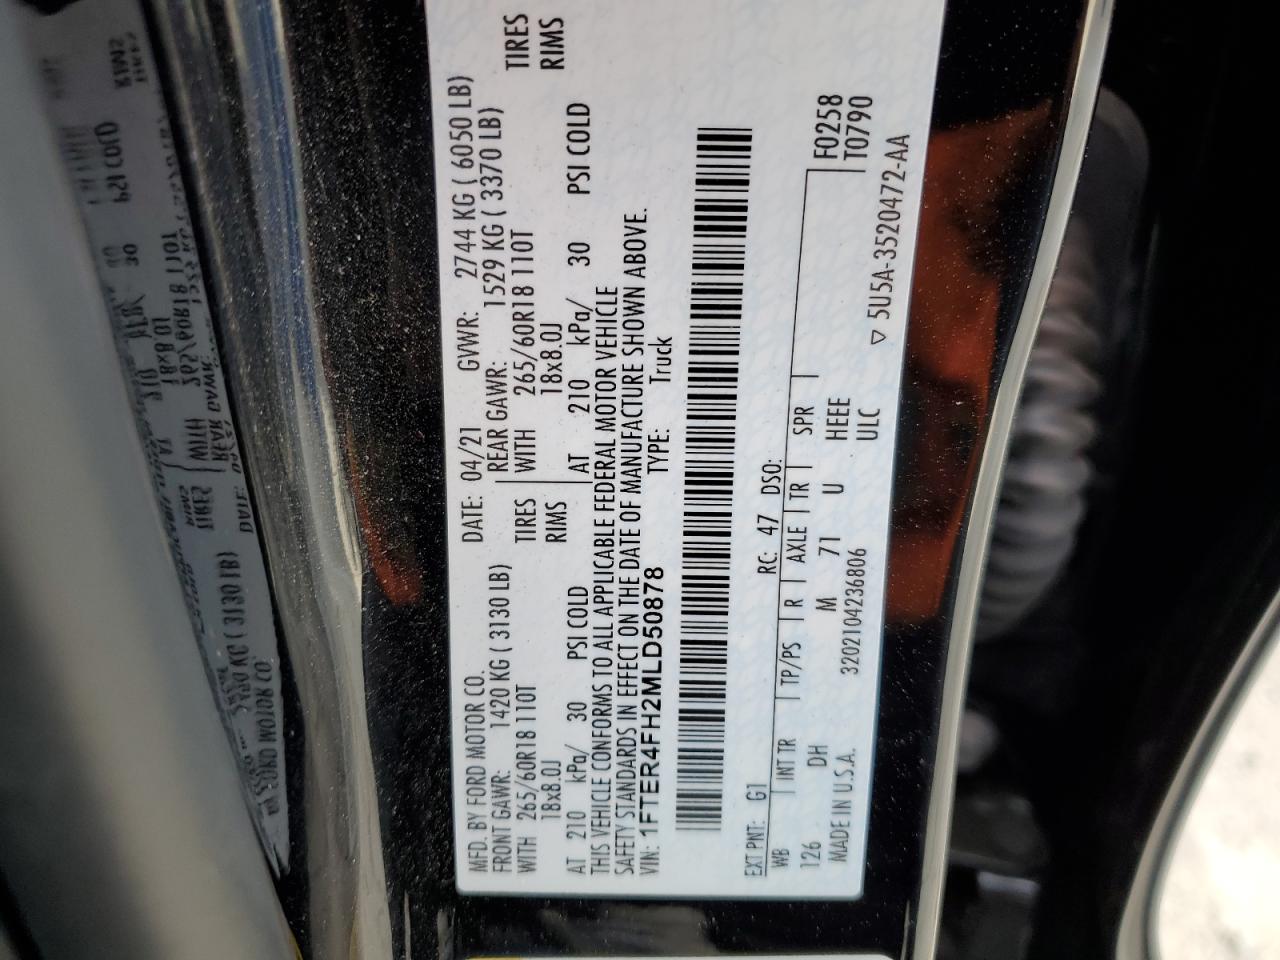 MFD. BY FORD MOTOR CO. DATE: 04/21 GVWR: 2744 KG ( 6050 LB)
FRONT GAWR: 1420 KG ( 3130 LB) REAR GAWR: 1529 KG ( 3370 LB)
WITH 265/60R18 110T TIRES WITH 265/60R18 110T TIRES
18x8.0J RIMS 18x8.0J RIMS
AT 210 kPa/ 30 PSI COLD AT 210 kPa/ 30 PSI COLD
THIS VEHICLE CONFORMS TO ALL APPLICABLE FEDERAL MOTOR VEHICLE
SAFETY STANDARDS IN EFFECT ON THE DATE OF MANUFACTURE SHOWN ABOVE.
VIN: 1FTER4FH2MLD50878 TYPE: Truck
EXT PNT: G1 RC: 47 DSO:
WB INT TR TP/PS R AXLE TR SPR F0258
126 DH M 71 U HEEE T0790
ULC
MADE IN U.S.A. 320210423680​6 ▽ 5U5A-3520472-AA